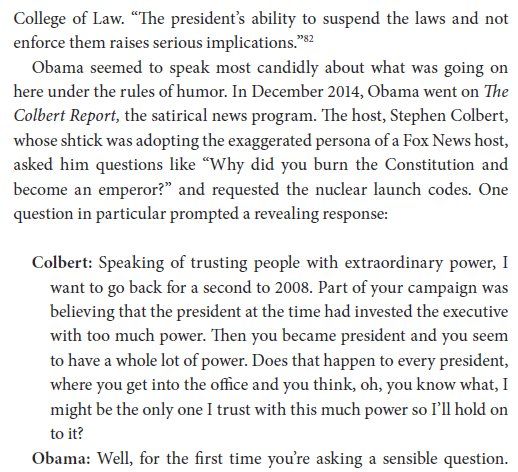 College of Law. “The president’s ability to suspend the laws and not
enforce them raises serious implications.”82
Obama seemed to speak most candidly about what was going on
here under the rules of humor. In December 2014, Obama went on The
Colbert Report, the satirical news program. The host, Stephen Colbert,
whose shtick was adopting the exaggerated persona of a Fox News host,
asked him questions like “Why did you burn the Constitution and
become an emperor?” and requested the nuclear launch codes. One
question in particular prompted a revealing response:
Colbert: Speaking of trusting people with extraordinary power, I
want to go back for a second to 2008. Part of your campaign was
believing that the president at the time had invested the executive
with too much power. Then you became president and you seem
to have a whole lot of power. Does that happen to every president,
where you get into the office and you think, oh, you know what, I
might be the only one I trust with this much power so I’ll hold on
to it?
Obama: Well, for the first time you’re asking a sensible question.